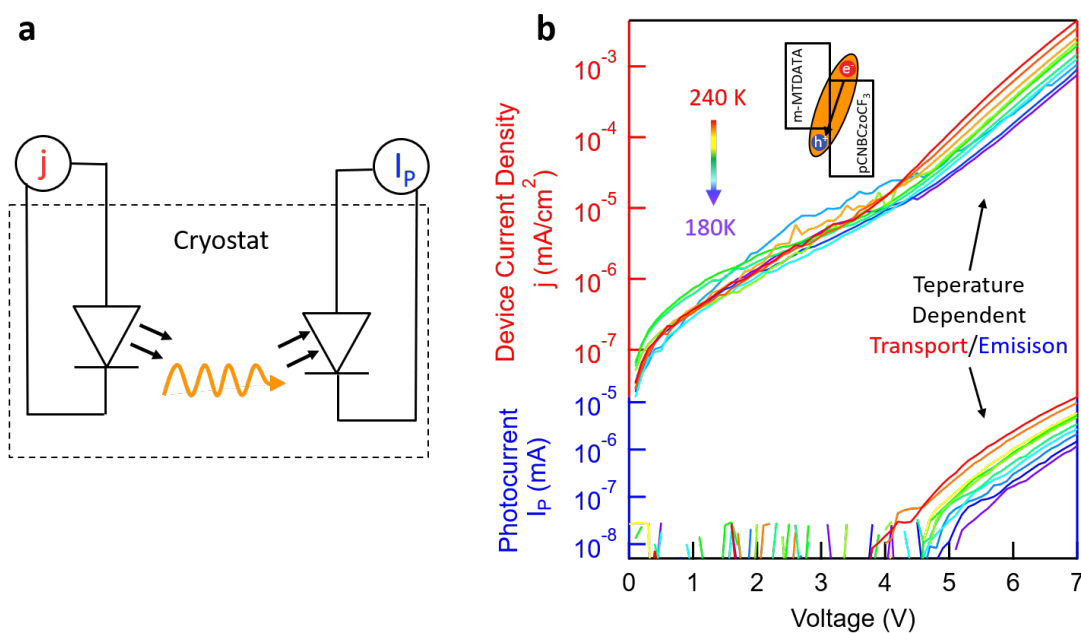 a
j
I_P
Cryostat
b
Device Current Density
j (mA/cm²)
10⁻³
10⁻⁴
10⁻⁵
10⁻⁶
10⁻⁷
240 K
180K
m-MTDATA
e⁻
h⁺
pCNBCzoCF₃
Teperature
Dependent
Transport/Emisison
Photocurrent
I_P (mA)
10⁻⁵
10⁻⁶
10⁻⁷
10⁻⁸
0 1 2 3 4 5 6 7
Voltage (V)